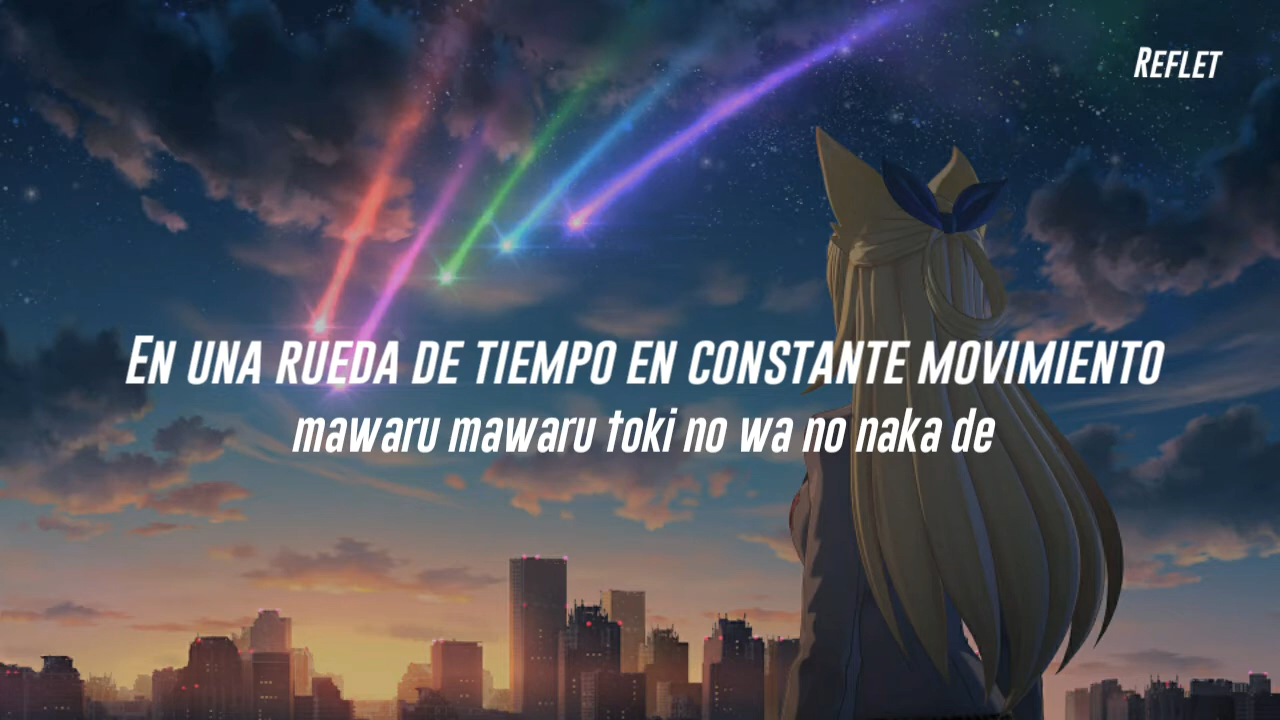 Reflet
En una rueda de tiempo en constante movimiento
mawaru mawaru toki no wa no naka de